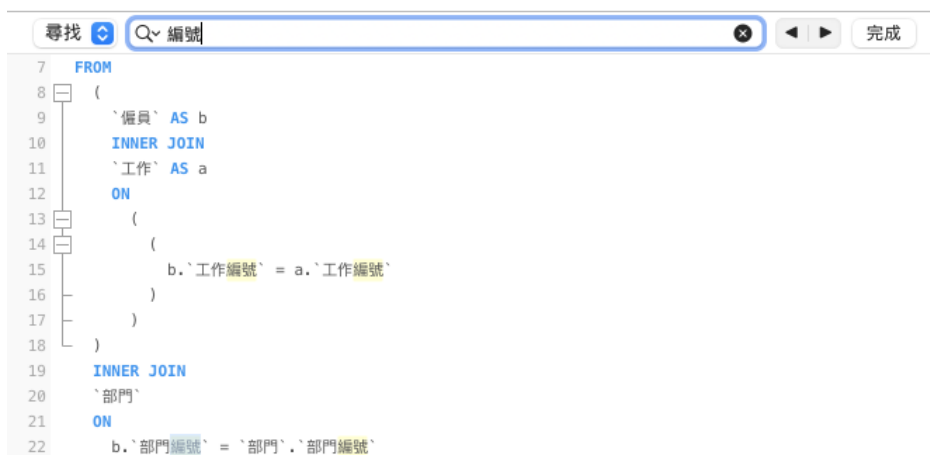 尋找 編號 完成
7 FROM
8 (
9 `僱員` AS b
10 INNER JOIN
11 `工作` AS a
12 ON
13 (
14 (
15 b.`工作編號` = a.`工作編號`
16 )
17 )
18 )
19 INNER JOIN
20 `部門`
21 ON
22 b.`部門編號` = `部門`.`部門編號`